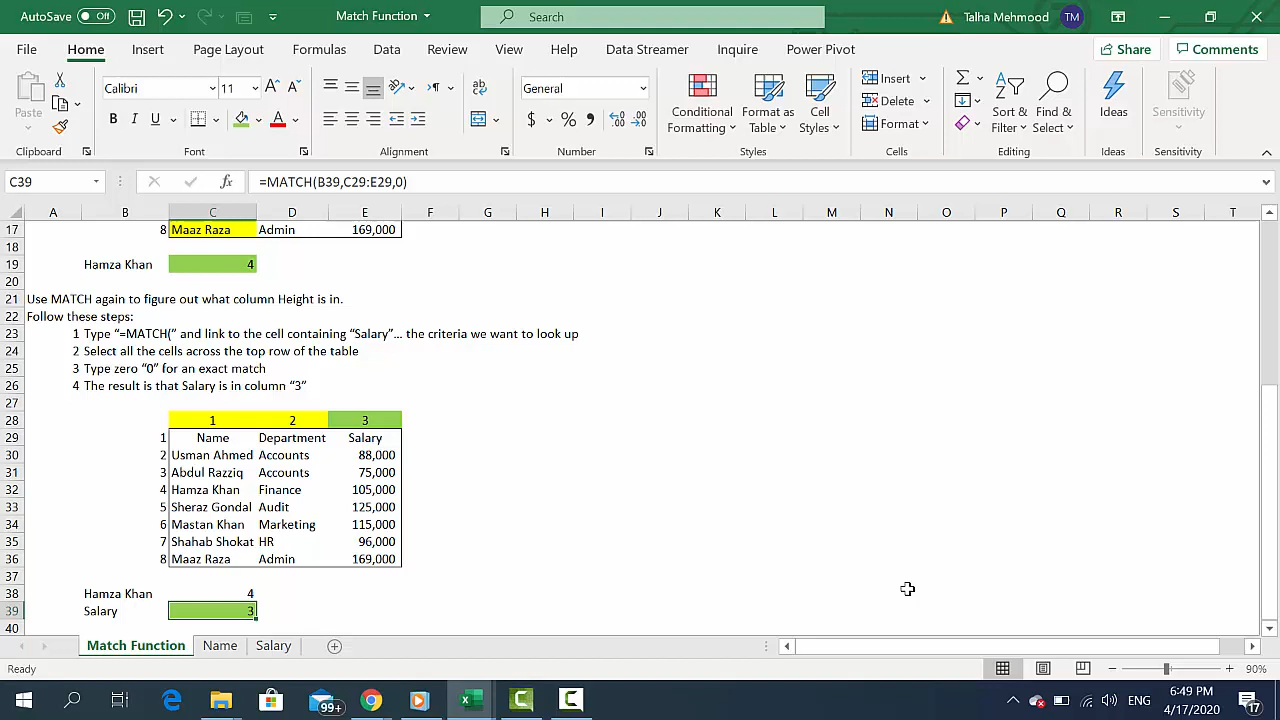 AutoSave Off Match Function Search Talha Mehmood TM
File Home Insert Page Layout Formulas Data Review View Help Data Streamer Inquire Power Pivot Share Comments
Paste Calibri 11 General Conditional Formatting Format as Table Cell Styles Insert Delete Format Sort & Filter Find & Select Ideas Sensitivity
Clipboard Font Alignment Number Styles Cells Editing Ideas Sensitivity
C39 fx =MATCH(B39,C29:E29,0)
A B C D E F G H I J K L M N O P Q R S T
17 8 Maaz Raza Admin 169,000
18
19 Hamza Khan 4
20
21 Use MATCH again to figure out what column Height is in.
22 Follow these steps:
23 1 Type “=MATCH(” and link to the cell containing “Salary”… the criteria we want to look up
24 2 Select all the cells across the top row of the table
25 3 Type zero “0” for an exact match
26 4 The result is that Salary is in column “3”
27
28 1 2 3
29 1 Name Department Salary
30 2 Usman Ahmed Accounts 88,000
31 3 Abdul Razziq Accounts 75,000
32 4 Hamza Khan Finance 105,000
33 5 Sheraz Gondal Audit 125,000
34 6 Mastan Khan Marketing 115,000
35 7 Shahab Shokat HR 96,000
36 8 Maaz Raza Admin 169,000
37
38 Hamza Khan 4
39 Salary 3
40
Match Function Name Salary
Ready 90%
99+ ENG 6:49 PM
4/17/2020 17